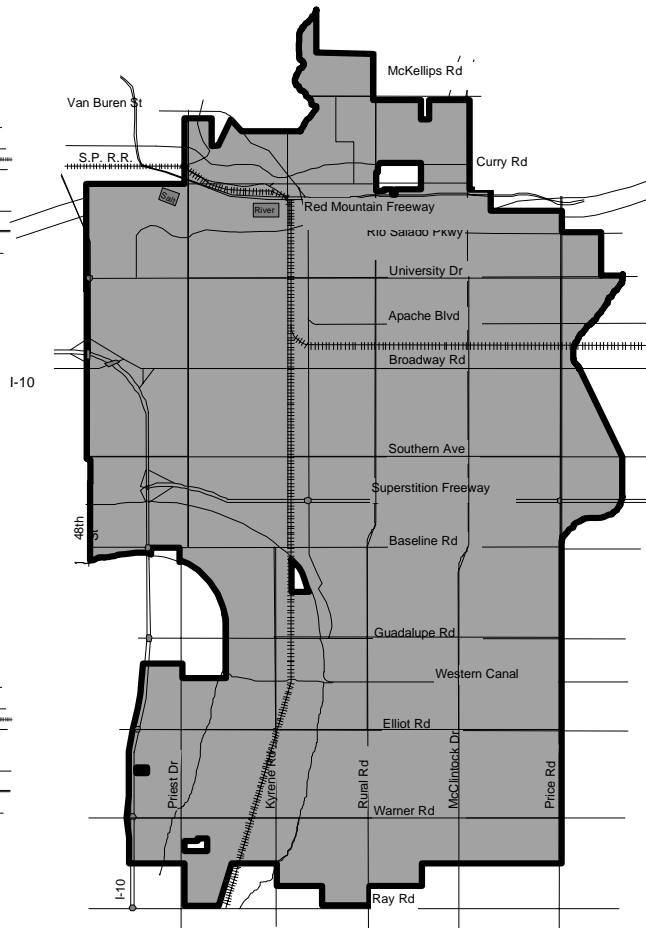 McKellips Rd
Van Buren St
S.P. R.R.
Curry Rd
Salt
River
Red Mountain Freeway
Rio Salado Pkwy
University Dr
Apache Blvd
Broadway Rd
I-10
Southern Ave
Superstition Freeway
48th
St
Baseline Rd
Guadalupe Rd
Western Canal
Elliot Rd
Priest Dr
Kyrene Rd
Rural Rd
McClintock Dr
Price Rd
Warner Rd
I-10
Ray Rd